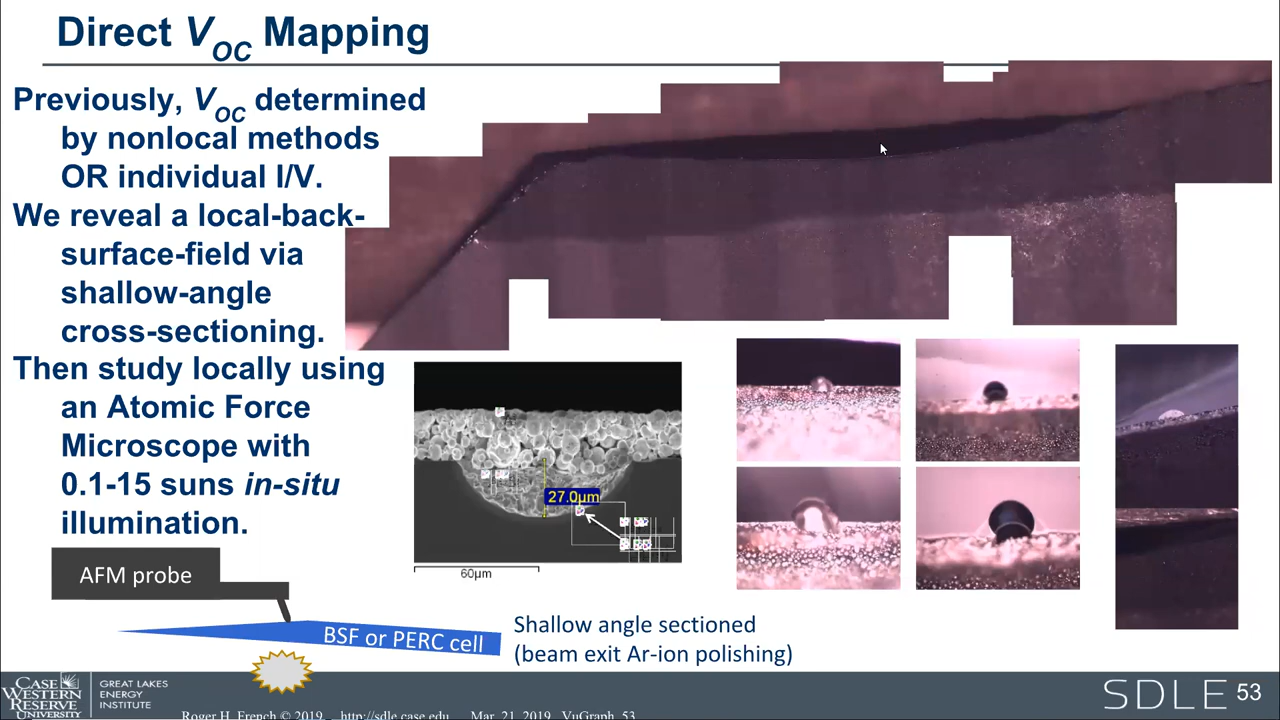 Direct VOC Mapping
Previously, VOC determined
by nonlocal methods
OR individual I/V.
We reveal a local-back-
surface-field via
shallow-angle
cross-sectioning.
Then study locally using
an Atomic Force
Microscope with
0.1-15 suns in-situ
illumination.
27.0µm
60µm
AFM probe
BSF or PERC cell
Shallow angle sectioned
(beam exit Ar-ion polishing)
CASE
WESTERN
RESERVE
UNIVERSITY
GREAT LAKES
ENERGY
INSTITUTE
Roger H. French © 2019 http://sdle.case.edu Mar. 21, 2019 VuGraph 53
SDLE 53